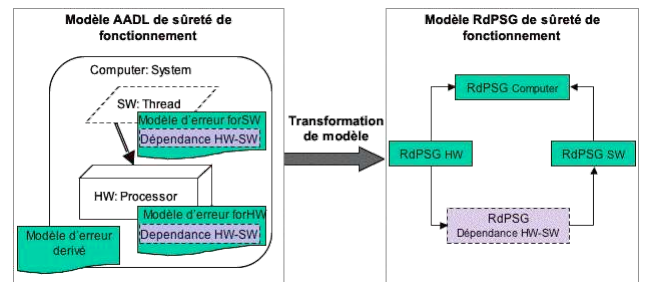 Modèle AADL de sûreté de
fonctionnement
Computer: System
SW: Thread
Modèle d'erreur forSW
Dépendance HW-SW
HW: Processor
Modèle d'erreur forHW
Dépendance HW-SW
Modèle d'erreur
derivé
Transformation
de modèle
Modèle RdPSG de sûreté de
fonctionnement
RdPSG Computer
RdPSG HW
RdPSG SW
RdPSG
Dépendance HW-SW